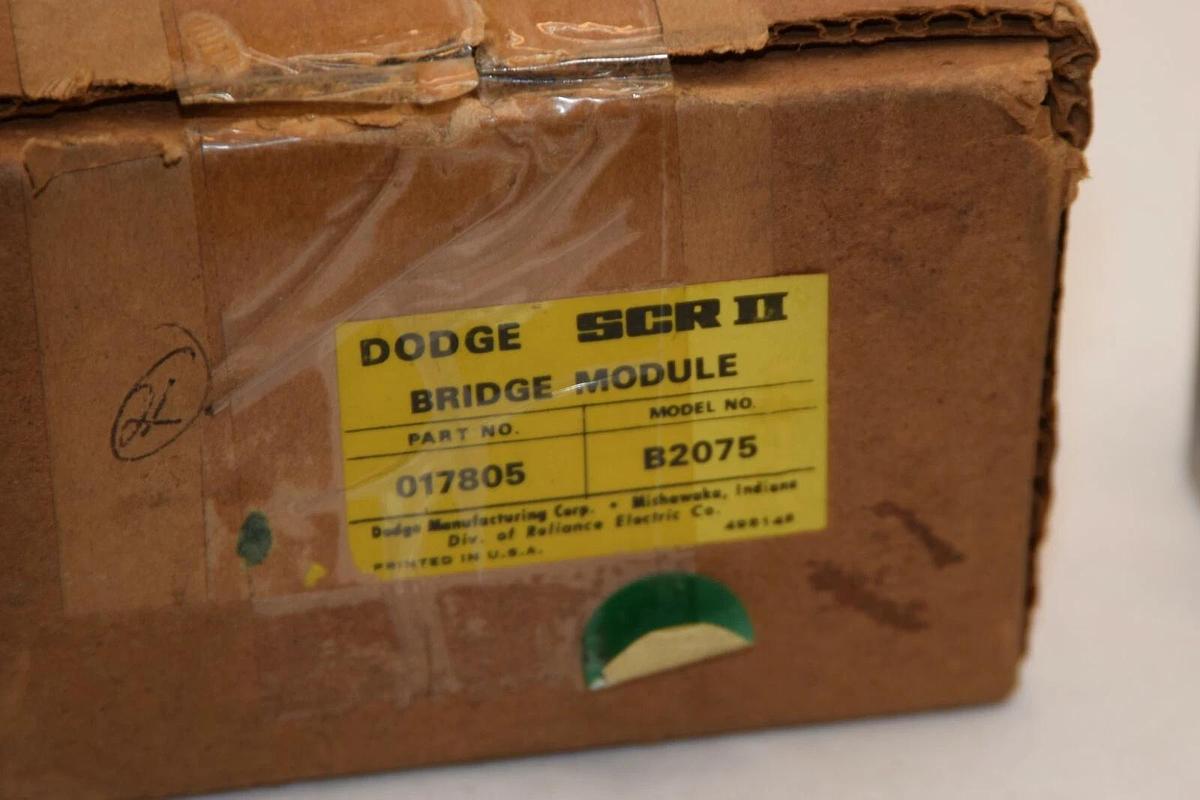 DODGE SCR II
BRIDGE MODULE
PART NO. MODEL NO.
017805 B2075
Dodge Manufacturing Corp. • Mishawaka, Indiana
Div. of Reliance Electric Co.
PRINTED IN U.S.A. 498148